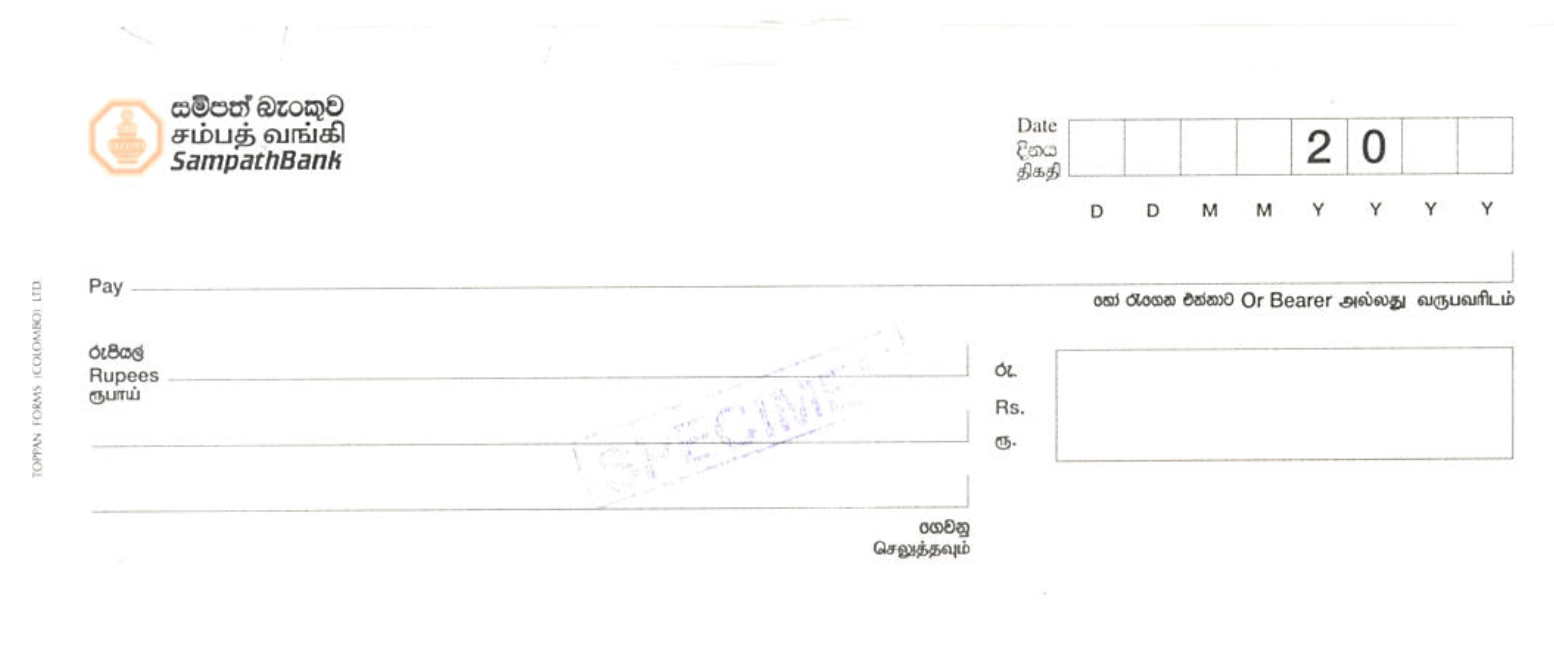 සම්පත් බැංකුව
சம்பத் வங்கி
SampathBank
Date
දිනය
திகதி
2 0
D D M M Y Y Y Y
Pay
හෝ රැගෙන එන්නාට Or Bearer அல்லது வருபவரிடம்
රුපියල්
Rupees
ரூபாய்
රු.
Rs.
ரூ.
SPECIMEN
ගෙවනු
செலுத்தவும்
TOPPAN FORMS (COLOMBO) LTD.